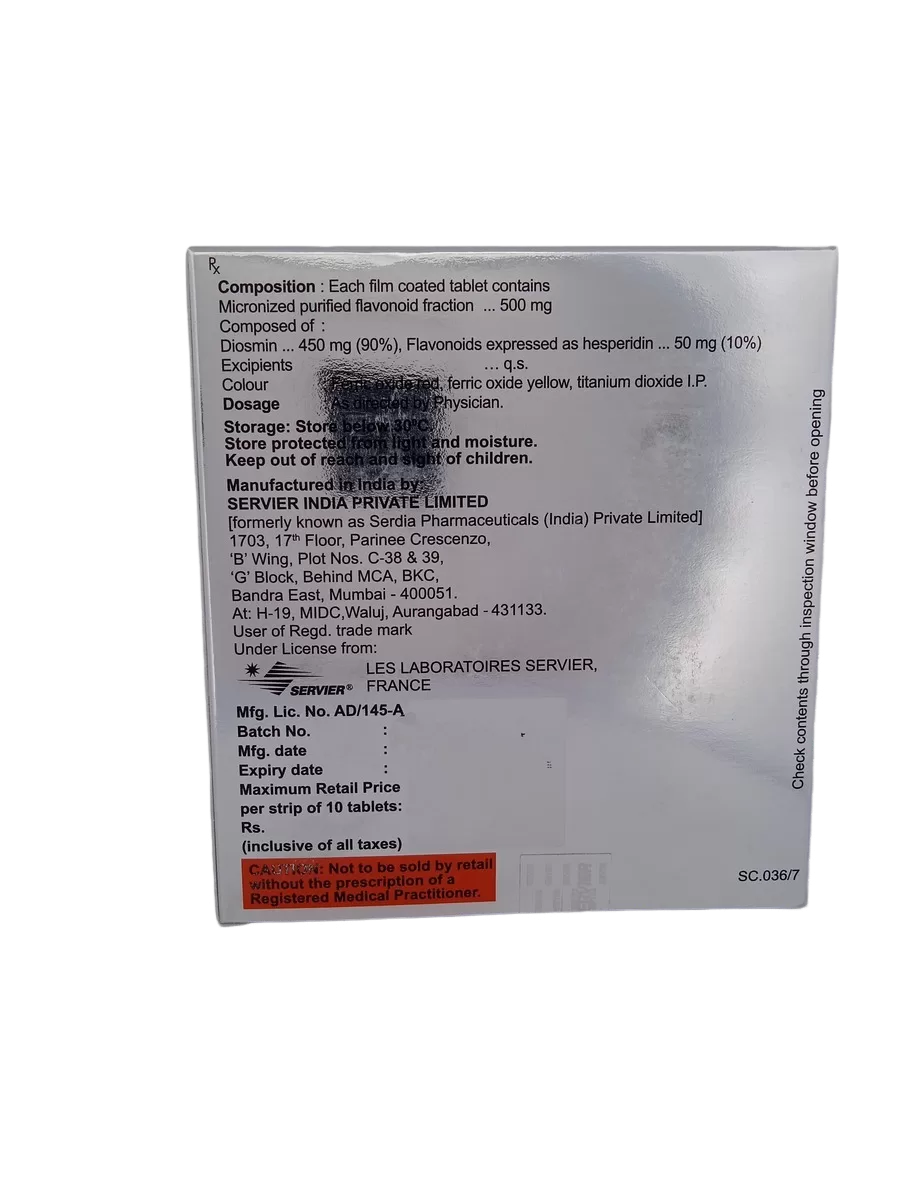 Rx
Composition : Each film coated tablet contains
Micronized purified flavonoid fraction ... 500 mg
Composed of :
Diosmin ... 450 mg (90%), Flavonoids expressed as hesperidin ... 50 mg (10%)
Excipients ... q.s.
Colour Ferric oxide red, ferric oxide yellow, titanium dioxide I.P.
Dosage As directed by Physician.
Storage: Store below 30°C.
Store protected from light and moisture.
Keep out of reach and sight of children.
Manufactured in India by:
SERVIER INDIA PRIVATE LIMITED
[formerly known as Serdia Pharmaceuticals (India) Private Limited]
1703, 17th Floor, Parinee Crescenzo,
‘B’ Wing, Plot Nos. C-38 & 39,
‘G’ Block, Behind MCA, BKC,
Bandra East, Mumbai - 400051.
At: H-19, MIDC,Waluj, Aurangabad - 431133.
User of Regd. trade mark
Under License from:
SERVIER® LES LABORATOIRES SERVIER,
FRANCE
Mfg. Lic. No. AD/145-A
Batch No. :
Mfg. date :
Expiry date :
Maximum Retail Price
per strip of 10 tablets:
Rs.
(inclusive of all taxes)
CAUTION: Not to be sold by retail
without the prescription of a
Registered Medical Practitioner.
SC.036/7
Check contents through inspection window before opening